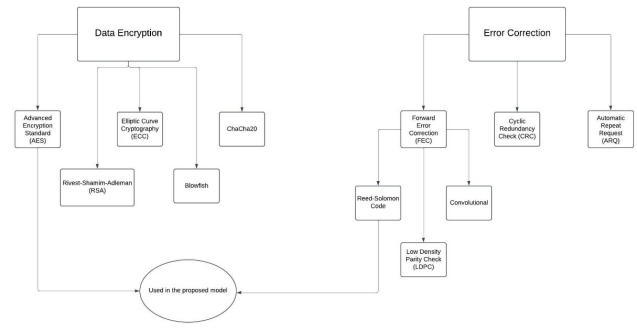 Data Encryption
Error Correction
Advanced
Encryption
Standard
(AES)
Elliptic Curve
Cryptography
(ECC)
ChaCha20
Rivest-Shamim-Adleman
(RSA)
Blowfish
Forward
Error
Correction
(FEC)
Cyclic
Redundancy
Check (CRC)
Automatic
Repeat
Request
(ARQ)
Reed-Solomon
Code
Convolutional
Low Density
Parity Check
(LDPC)
Used in the proposed model